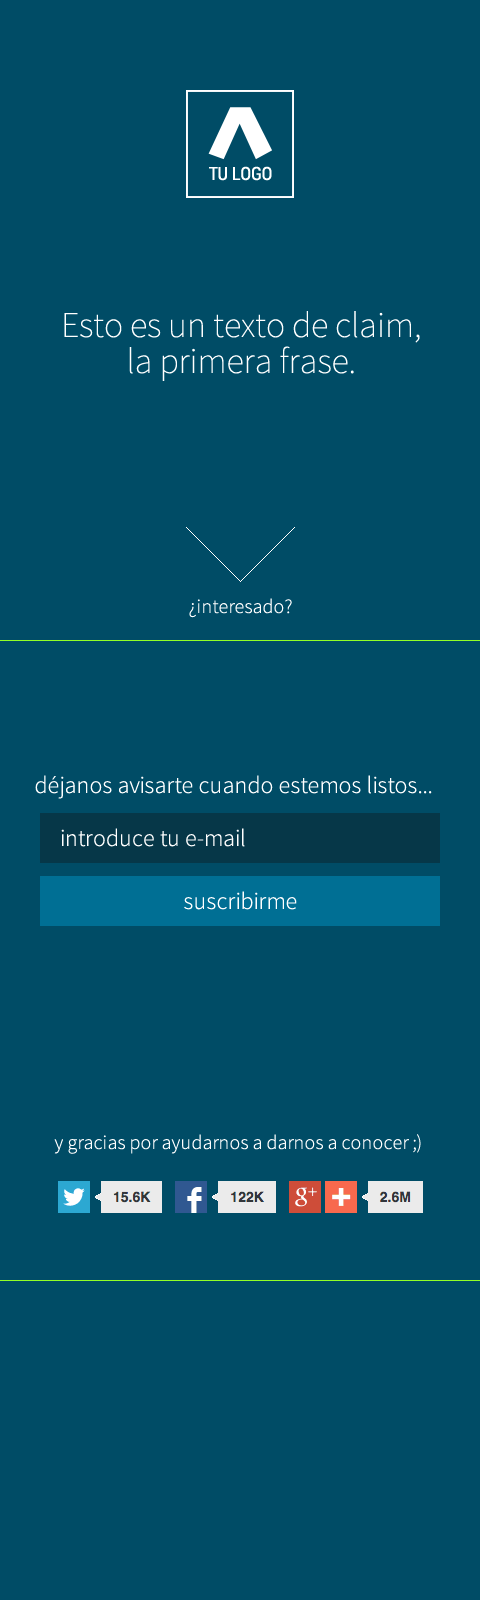 TU LOGO
Esto es un texto de claim,
la primera frase.
¿interesado?
déjanos avisarte cuando estemos listos...
introduce tu e-mail
suscribirme
y gracias por ayudarnos a darnos a conocer ;)
15.6K 122K g+ 2.6M